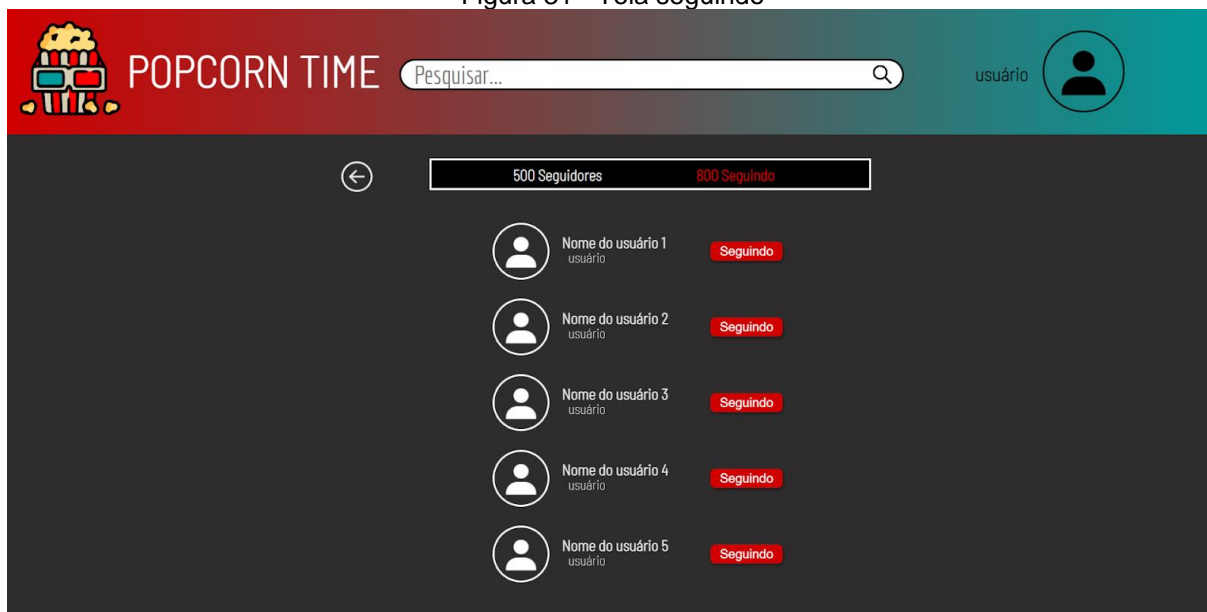 POPCORN TIME
Pesquisar...
usuário
500 Seguidores 800 Seguindo
Nome do usuário 1
usuário
Seguindo
Nome do usuário 2
usuário
Seguindo
Nome do usuário 3
usuário
Seguindo
Nome do usuário 4
usuário
Seguindo
Nome do usuário 5
usuário
Seguindo